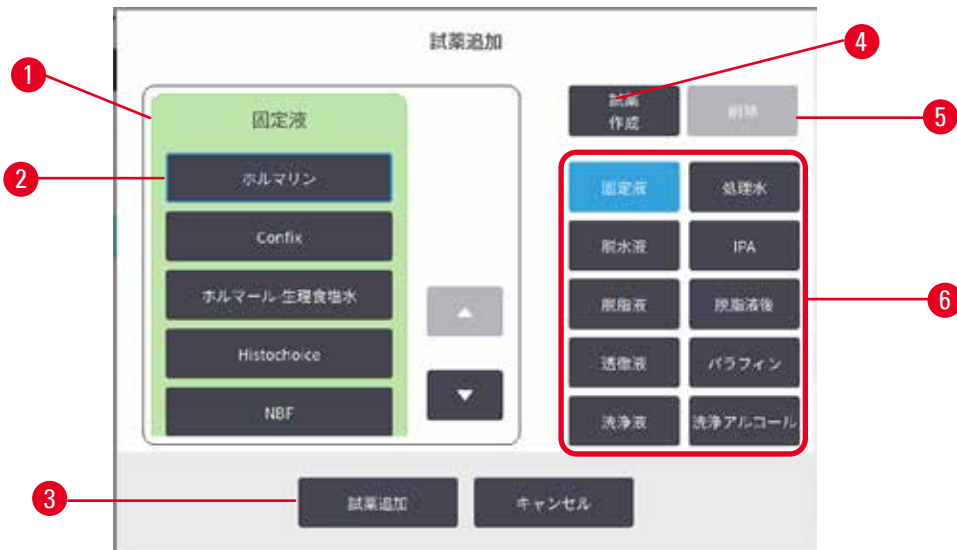 試薬追加
4
1
固定液
試薬
作成
削除
5
2
ホルマリン
固定液
処理水
Confix
脱水液
IPA
ホルマール 生理食塩水
脱脂液
脱脂液後
6
Histochoice
透徹液
パラフィン
NBF
洗浄液
洗浄アルコール
3
試薬追加
キャンセル